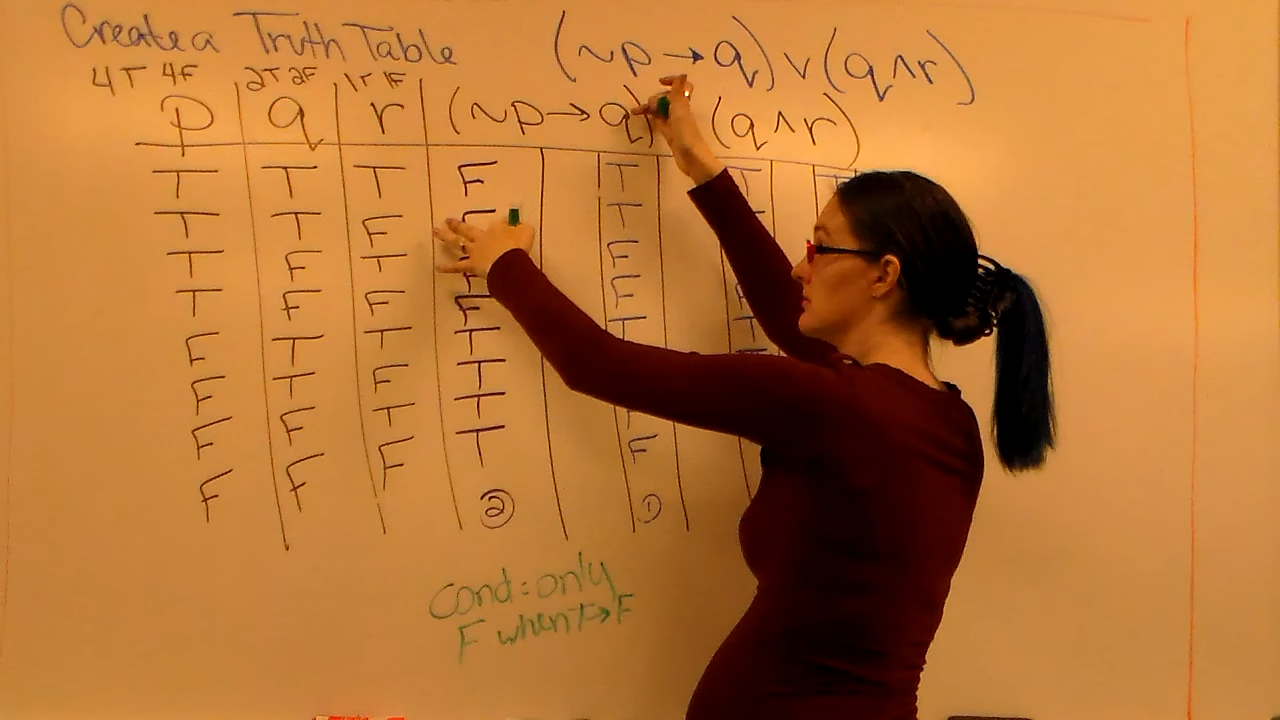 Create a Truth Table (~p→q) ∨ (q∧r)
4T 4F 2T 2F 1T 1F
p q r (~p→q) (q∧r)
T T T F T T
T T F T
T F T F
T F F F F
F T T T T
F T F T
F F T T
F F F T F
② ①
Cond = only
F when T→F